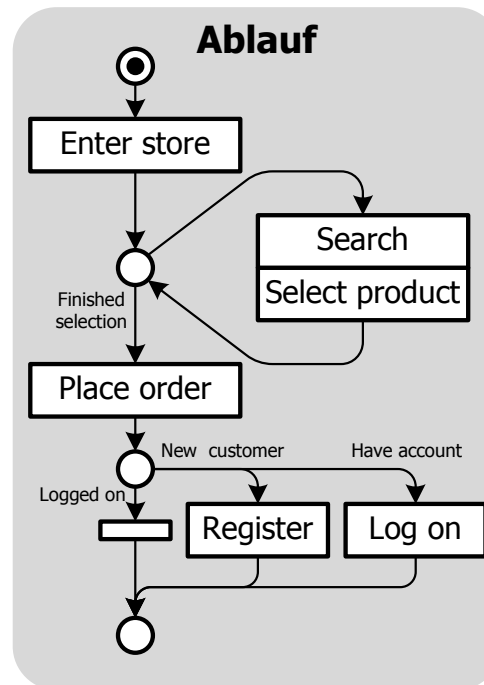 Ablauf
Enter store
Search
Select product
Finished
selection
Place order
New customer
Have account
Logged on
Register
Log on